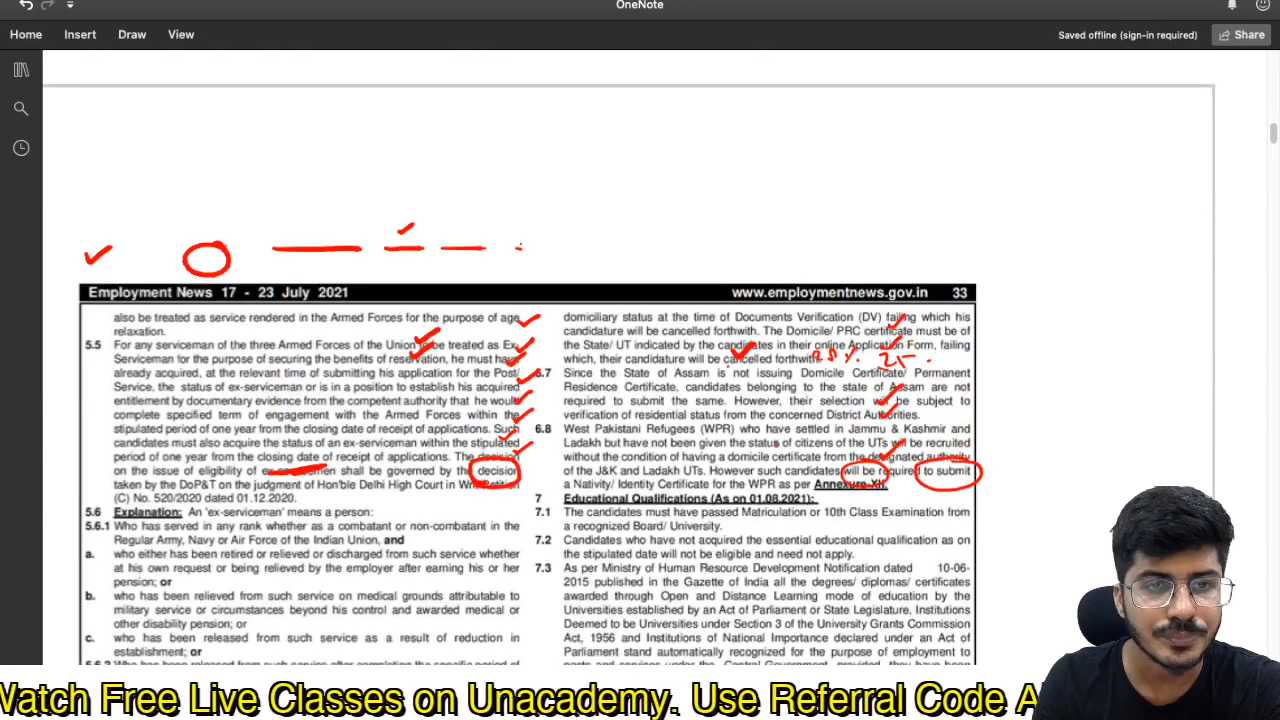 OneNote
Home Insert Draw View
Saved offline (sign-in required) Share
Employment News 17 - 23 July 2021 www.employmentnews.gov.in 33
also be treated as service rendered in the Armed Forces for the purpose of age
relaxation.
5.5 For any serviceman of the three Armed Forces of the Union to be treated as Ex-
Serviceman for the purpose of securing the benefits of reservation, he must have
already acquired, at the relevant time of submitting his application for the Post/
Service, the status of ex-serviceman or is in a position to establish his acquired
entitlement by documentary evidence from the competent authority that he would
complete specified term of engagement with the Armed Forces within the
stipulated period of one year from the closing date of receipt of applications. Such
candidates must also acquire the status of an ex-serviceman within the stipulated
period of one year from the closing date of receipt of applications. The decision
on the issue of eligibility of shall be governed by the decision
taken by the DoP&T on the judgment of Hon'ble Delhi High Court in Writ Petition
(C) No. 520/2020 dated 01.12.2020.
5.6 Explanation: An 'ex-serviceman' means a person:
5.6.1 Who has served in any rank whether as a combatant or non-combatant in the
Regular Army, Navy or Air Force of the Indian Union, and
a. who either has been retired or relieved or discharged from such service whether
at his own request or being relieved by the employer after earning his or her
pension; or
b. who has been relieved from such service on medical grounds attributable to
military service or circumstances beyond his control and awarded medical or
other disability pension; or
c. who has been released from such service as a result of reduction in
establishment; or
5.6.2 Who has been released from such service after completing the specific period of
domiciliary status at the time of Documents Verification (DV) failing which his
candidature will be cancelled forthwith. The Domicile/ PRC certificate must be of
the State/ UT indicated by the candidates in their online Application Form, failing
which, their candidature will be cancelled forthwith.
25
6.7 Since the State of Assam is not issuing Domicile Certificate/ Permanent
Residence Certificate, candidates belonging to the state of Assam are not
required to submit the same. However, their selection will be subject to
verification of residential status from the concerned District Authorities.
6.8 West Pakistani Refugees (WPR) who have settled in Jammu & Kashmir and
Ladakh but have not been given the status of citizens of the UTs will be recruited
without the condition of having a domicile certificate from the designated authority
of the J&K and Ladakh UTs. However such candidates will be required to submit
a Nativity/ Identity Certificate for the WPR as per Annexure-XII.
7 Educational Qualifications (As on 01.08.2021):
7.1 The candidates must have passed Matriculation or 10th Class Examination from
a recognized Board/ University.
7.2 Candidates who have not acquired the essential educational qualification as on
the stipulated date will not be eligible and need not apply.
7.3 As per Ministry of Human Resource Development Notification dated 10-06-
2015 published in the Gazette of India all the degrees/ diplomas/ certificates
awarded through Open and Distance Learning mode of education by the
Universities established by an Act of Parliament or State Legislature, Institutions
Deemed to be Universities under Section 3 of the University Grants Commission
Act, 1956 and Institutions of National Importance declared under an Act of
Parliament stand automatically recognized for the purpose of employment to
posts and services under the Central Government, provided, they have been
Watch Free Live Classes on Unacademy. Use Referral Code A